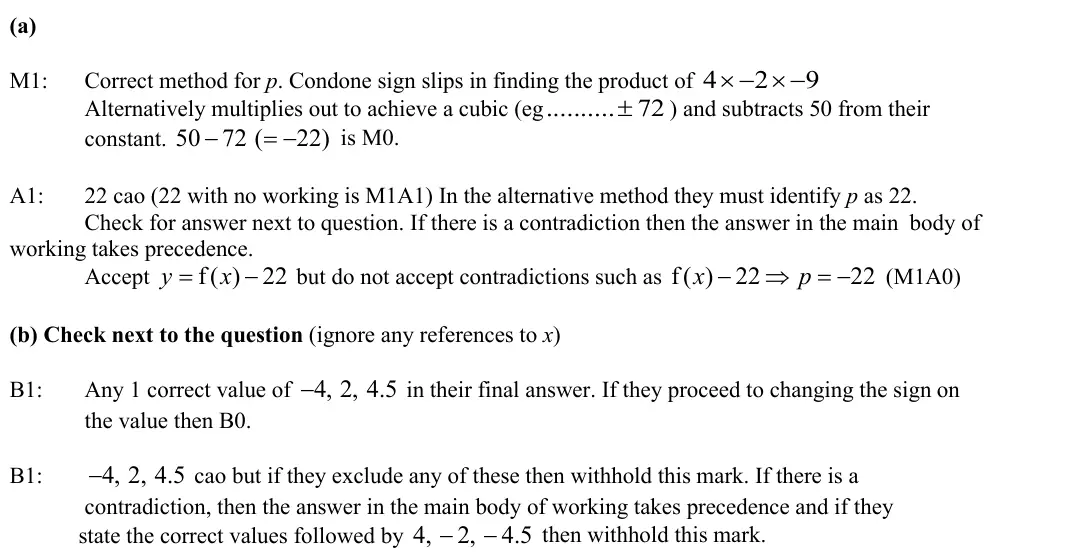 (a)
M1: Correct method for p. Condone sign slips in finding the product of 4×−2×−9
Alternatively multiplies out to achieve a cubic (eg..........± 72 ) and subtracts 50 from their
constant. 50 – 72 (= –22) is M0.
A1: 22 cao (22 with no working is M1A1) In the alternative method they must identify p as 22.
Check for answer next to question. If there is a contradiction then the answer in the main body of
working takes precedence.
Accept y = f(x) – 22 but do not accept contradictions such as f(x) – 22 ⇒ p = –22 (M1A0)
(b) Check next to the question (ignore any references to x)
B1: Any 1 correct value of –4, 2, 4.5 in their final answer. If they proceed to changing the sign on
the value then B0.
B1: –4, 2, 4.5 cao but if they exclude any of these then withhold this mark. If there is a
contradiction, then the answer in the main body of working takes precedence and if they
state the correct values followed by 4, – 2, – 4.5 then withhold this mark.